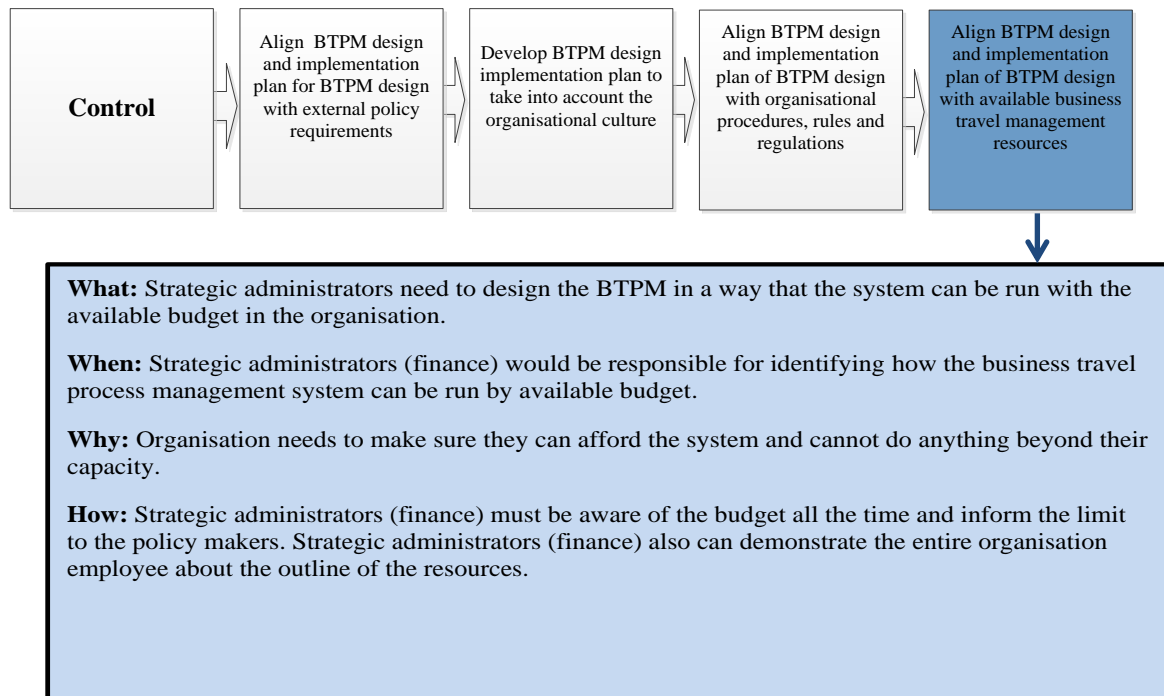 Control
Align BTPM design
and implementation
plan for BTPM design
with external policy
requirements
Develop BTPM design
implementation plan to
take into account the
organisational culture
Align BTPM design
and implementation
plan of BTPM design
with organisational
procedures, rules and
regulations
Align BTPM design
and implementation
plan of BTPM design
with available business
travel management
resources
What: Strategic administrators need to design the BTPM in a way that the system can be run with the
available budget in the organisation.
When: Strategic administrators (finance) would be responsible for identifying how the business travel
process management system can be run by available budget.
Why: Organisation needs to make sure they can afford the system and cannot do anything beyond their
capacity.
How: Strategic administrators (finance) must be aware of the budget all the time and inform the limit
to the policy makers. Strategic administrators (finance) also can demonstrate the entire organisation
employee about the outline of the resources.